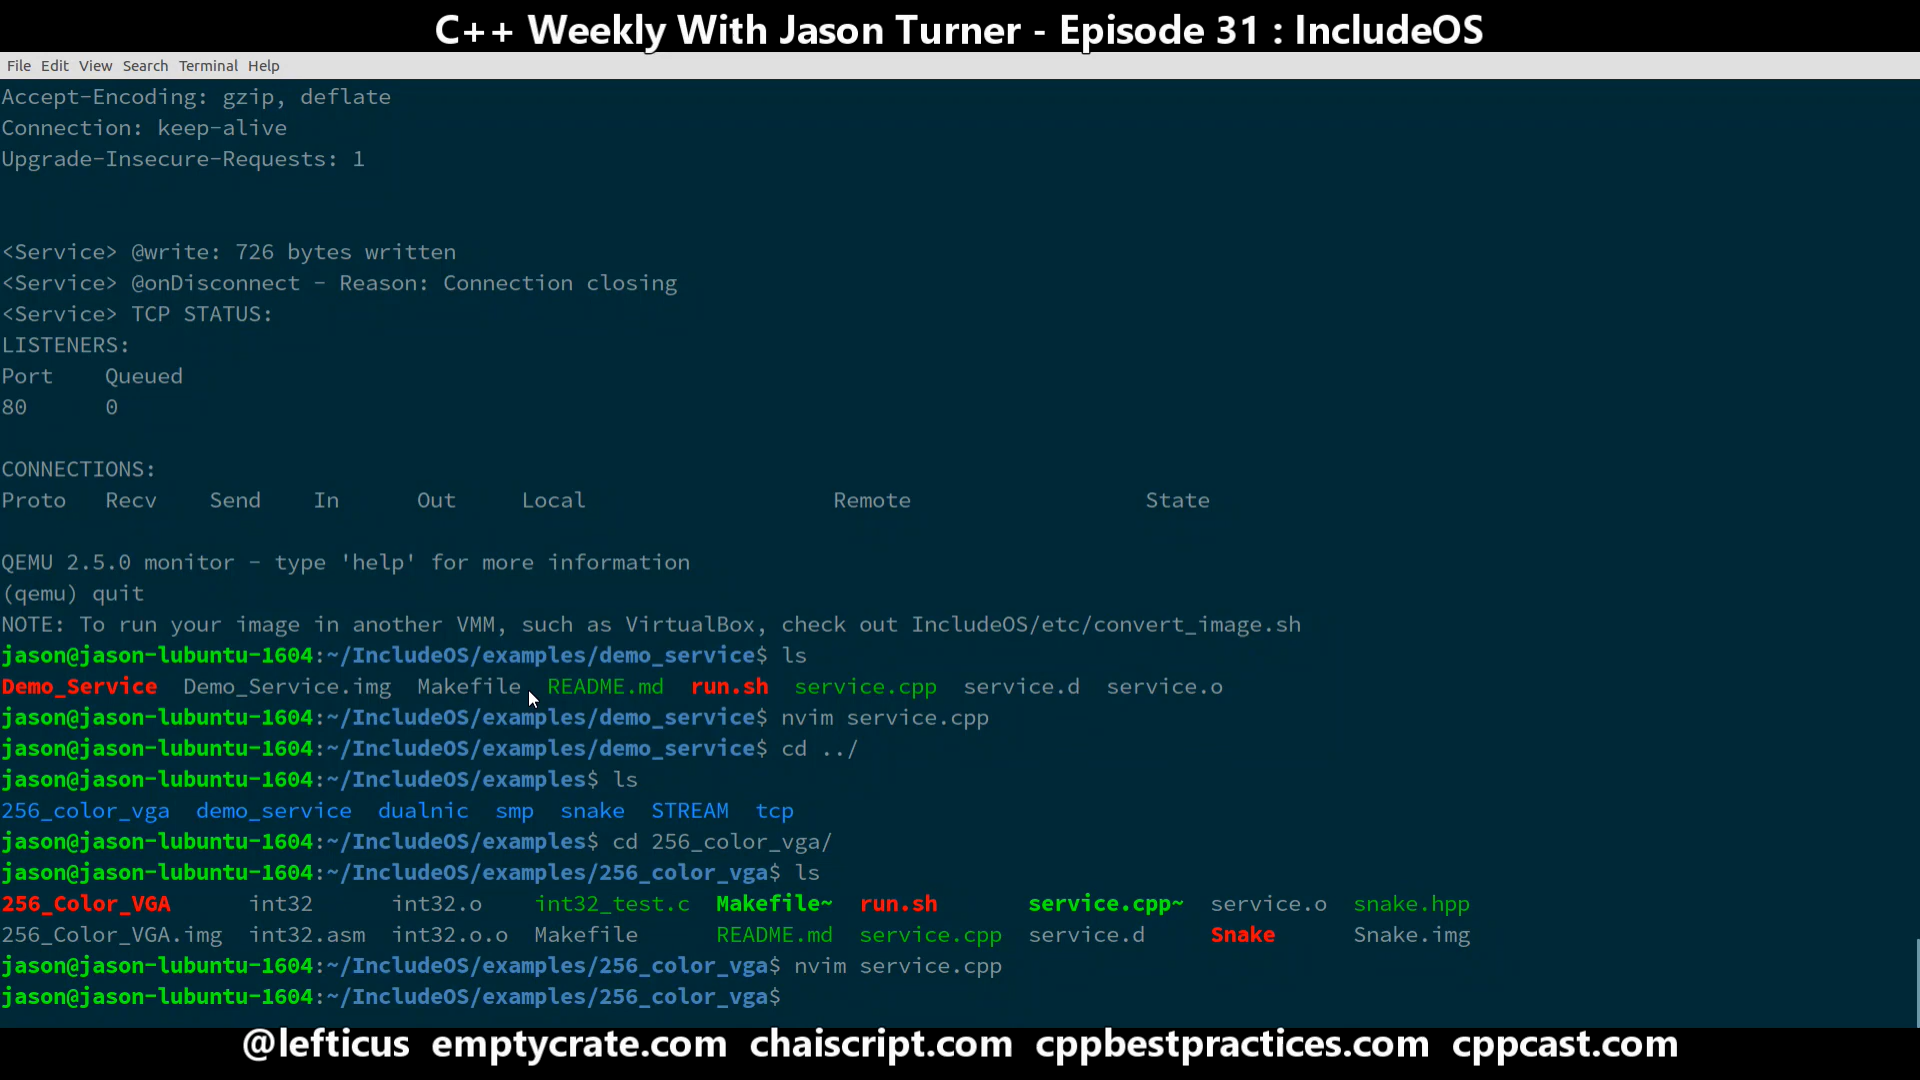 C++ Weekly With Jason Turner - Episode 31 : IncludeOS
File Edit View Search Terminal Help
Accept-Encoding: gzip, deflate
Connection: keep-alive
Upgrade-Insecure-Requests: 1
<Service> @write: 726 bytes written
<Service> @onDisconnect - Reason: Connection closing
<Service> TCP STATUS:
LISTENERS:
Port Queued
80 0
CONNECTIONS:
Proto Recv Send In Out Local Remote State
QEMU 2.5.0 monitor - type 'help' for more information
(qemu) quit
NOTE: To run your image in another VMM, such as VirtualBox, check out IncludeOS/etc/convert_image.sh
jason@jason-lubuntu-1604:~/IncludeOS/examples/demo_service$ ls
Demo_Service Demo_Service.img Makefile README.md run.sh service.cpp service.d service.o
jason@jason-lubuntu-1604:~/IncludeOS/examples/demo_service$ nvim service.cpp
jason@jason-lubuntu-1604:~/IncludeOS/examples/demo_service$ cd ../
jason@jason-lubuntu-1604:~/IncludeOS/examples$ ls
256_color_vga demo_service dualnic smp snake STREAM tcp
jason@jason-lubuntu-1604:~/IncludeOS/examples$ cd 256_color_vga/
jason@jason-lubuntu-1604:~/IncludeOS/examples/256_color_vga$ ls
256_Color_VGA int32 int32.o int32_test.c Makefile~ run.sh service.cpp~ service.o snake.hpp
256_Color_VGA.img int32.asm int32.o.o Makefile README.md service.cpp service.d Snake Snake.img
jason@jason-lubuntu-1604:~/IncludeOS/examples/256_color_vga$ nvim service.cpp
jason@jason-lubuntu-1604:~/IncludeOS/examples/256_color_vga$
@lefticus emptycrate.com chaiscript.com cppbestpractices.com cppcast.com